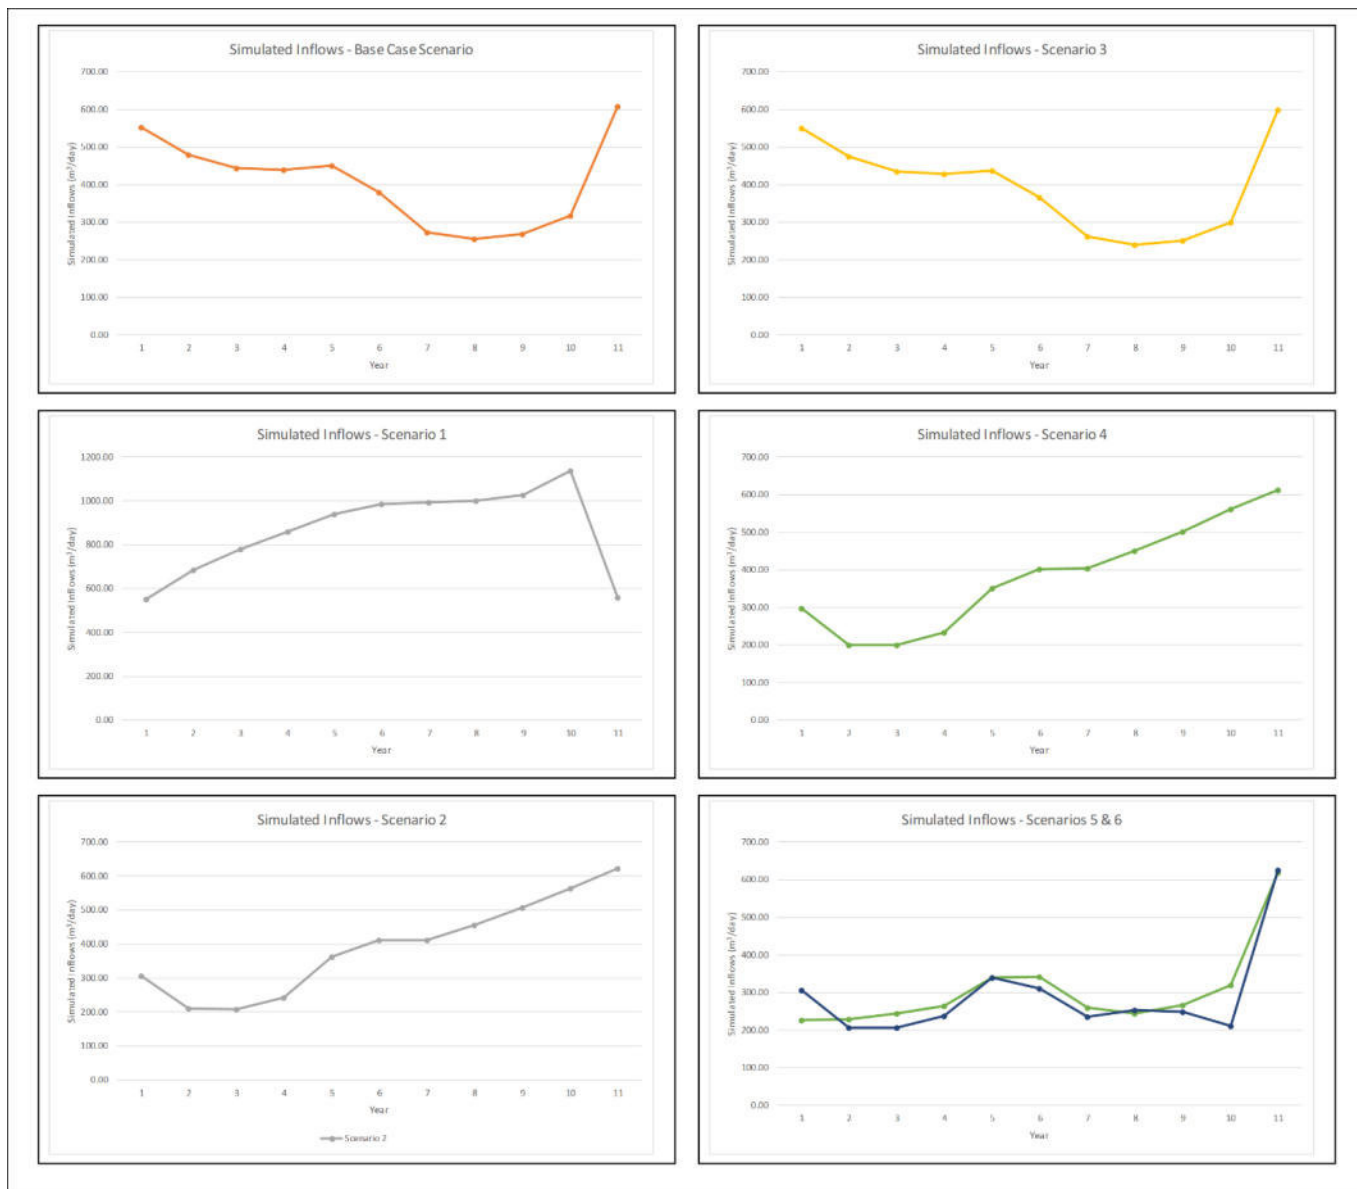 Simulated Inflows - Base Case Scenario
700.00
600.00
500.00
400.00
300.00
200.00
100.00
0.00
Simulated Inflows (m³/day)
1 2 3 4 5 6 7 8 9 10 11
Year
Simulated Inflows - Scenario 3
700.00
600.00
500.00
400.00
300.00
200.00
100.00
0.00
Simulated Inflows (m³/day)
1 2 3 4 5 6 7 8 9 10 11
Year
Simulated Inflows - Scenario 1
1200.00
1000.00
800.00
600.00
400.00
200.00
0.00
Simulated Inflows (m³/day)
1 2 3 4 5 6 7 8 9 10 11
Year
Simulated Inflows - Scenario 4
700.00
600.00
500.00
400.00
300.00
200.00
100.00
0.00
Simulated Inflows (m³/day)
1 2 3 4 5 6 7 8 9 10 11
Year
Simulated Inflows - Scenario 2
700.00
600.00
500.00
400.00
300.00
200.00
100.00
0.00
Simulated Inflows (m³/day)
1 2 3 4 5 6 7 8 9 10 11
Year
Scenario 2
Simulated Inflows - Scenarios 5 & 6
700.00
600.00
500.00
400.00
300.00
200.00
100.00
0.00
Simulated Inflows (m³/day)
1 2 3 4 5 6 7 8 9 10 11
Year